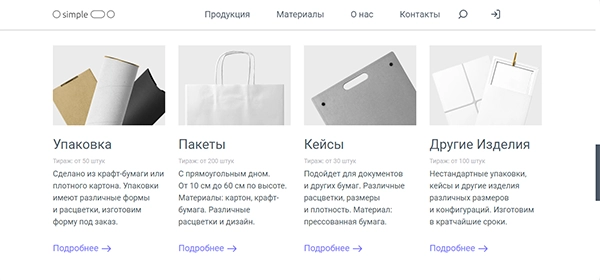 simple
Продукция
Материалы
О нас
Контакты
Упаковка
Тираж: от 50 штук
Сделано из крафт-бумаги или
плотного картона. Упаковки
имеют различные формы
и расцветки, изготовим
форму под заказ.
Подробнее
Пакеты
Тираж: от 200 штук
С прямоугольным дном.
От 10 см до 60 см по высоте.
Материалы: картон, крафт-
бумага. Различные
расцветки и дизайн.
Подробнее
Кейсы
Тираж: от 30 штук
Подойдет для документов
и других бумаг. Различные
расцветки, размеры
и плотность. Материал:
прессованная бумага.
Подробнее
Другие Изделия
Тираж: от 100 штук
Нестандартные упаковки,
кейсы и другие изделия
различных размеров
и конфигураций. Изготовим
в кратчайшие сроки.
Подробнее